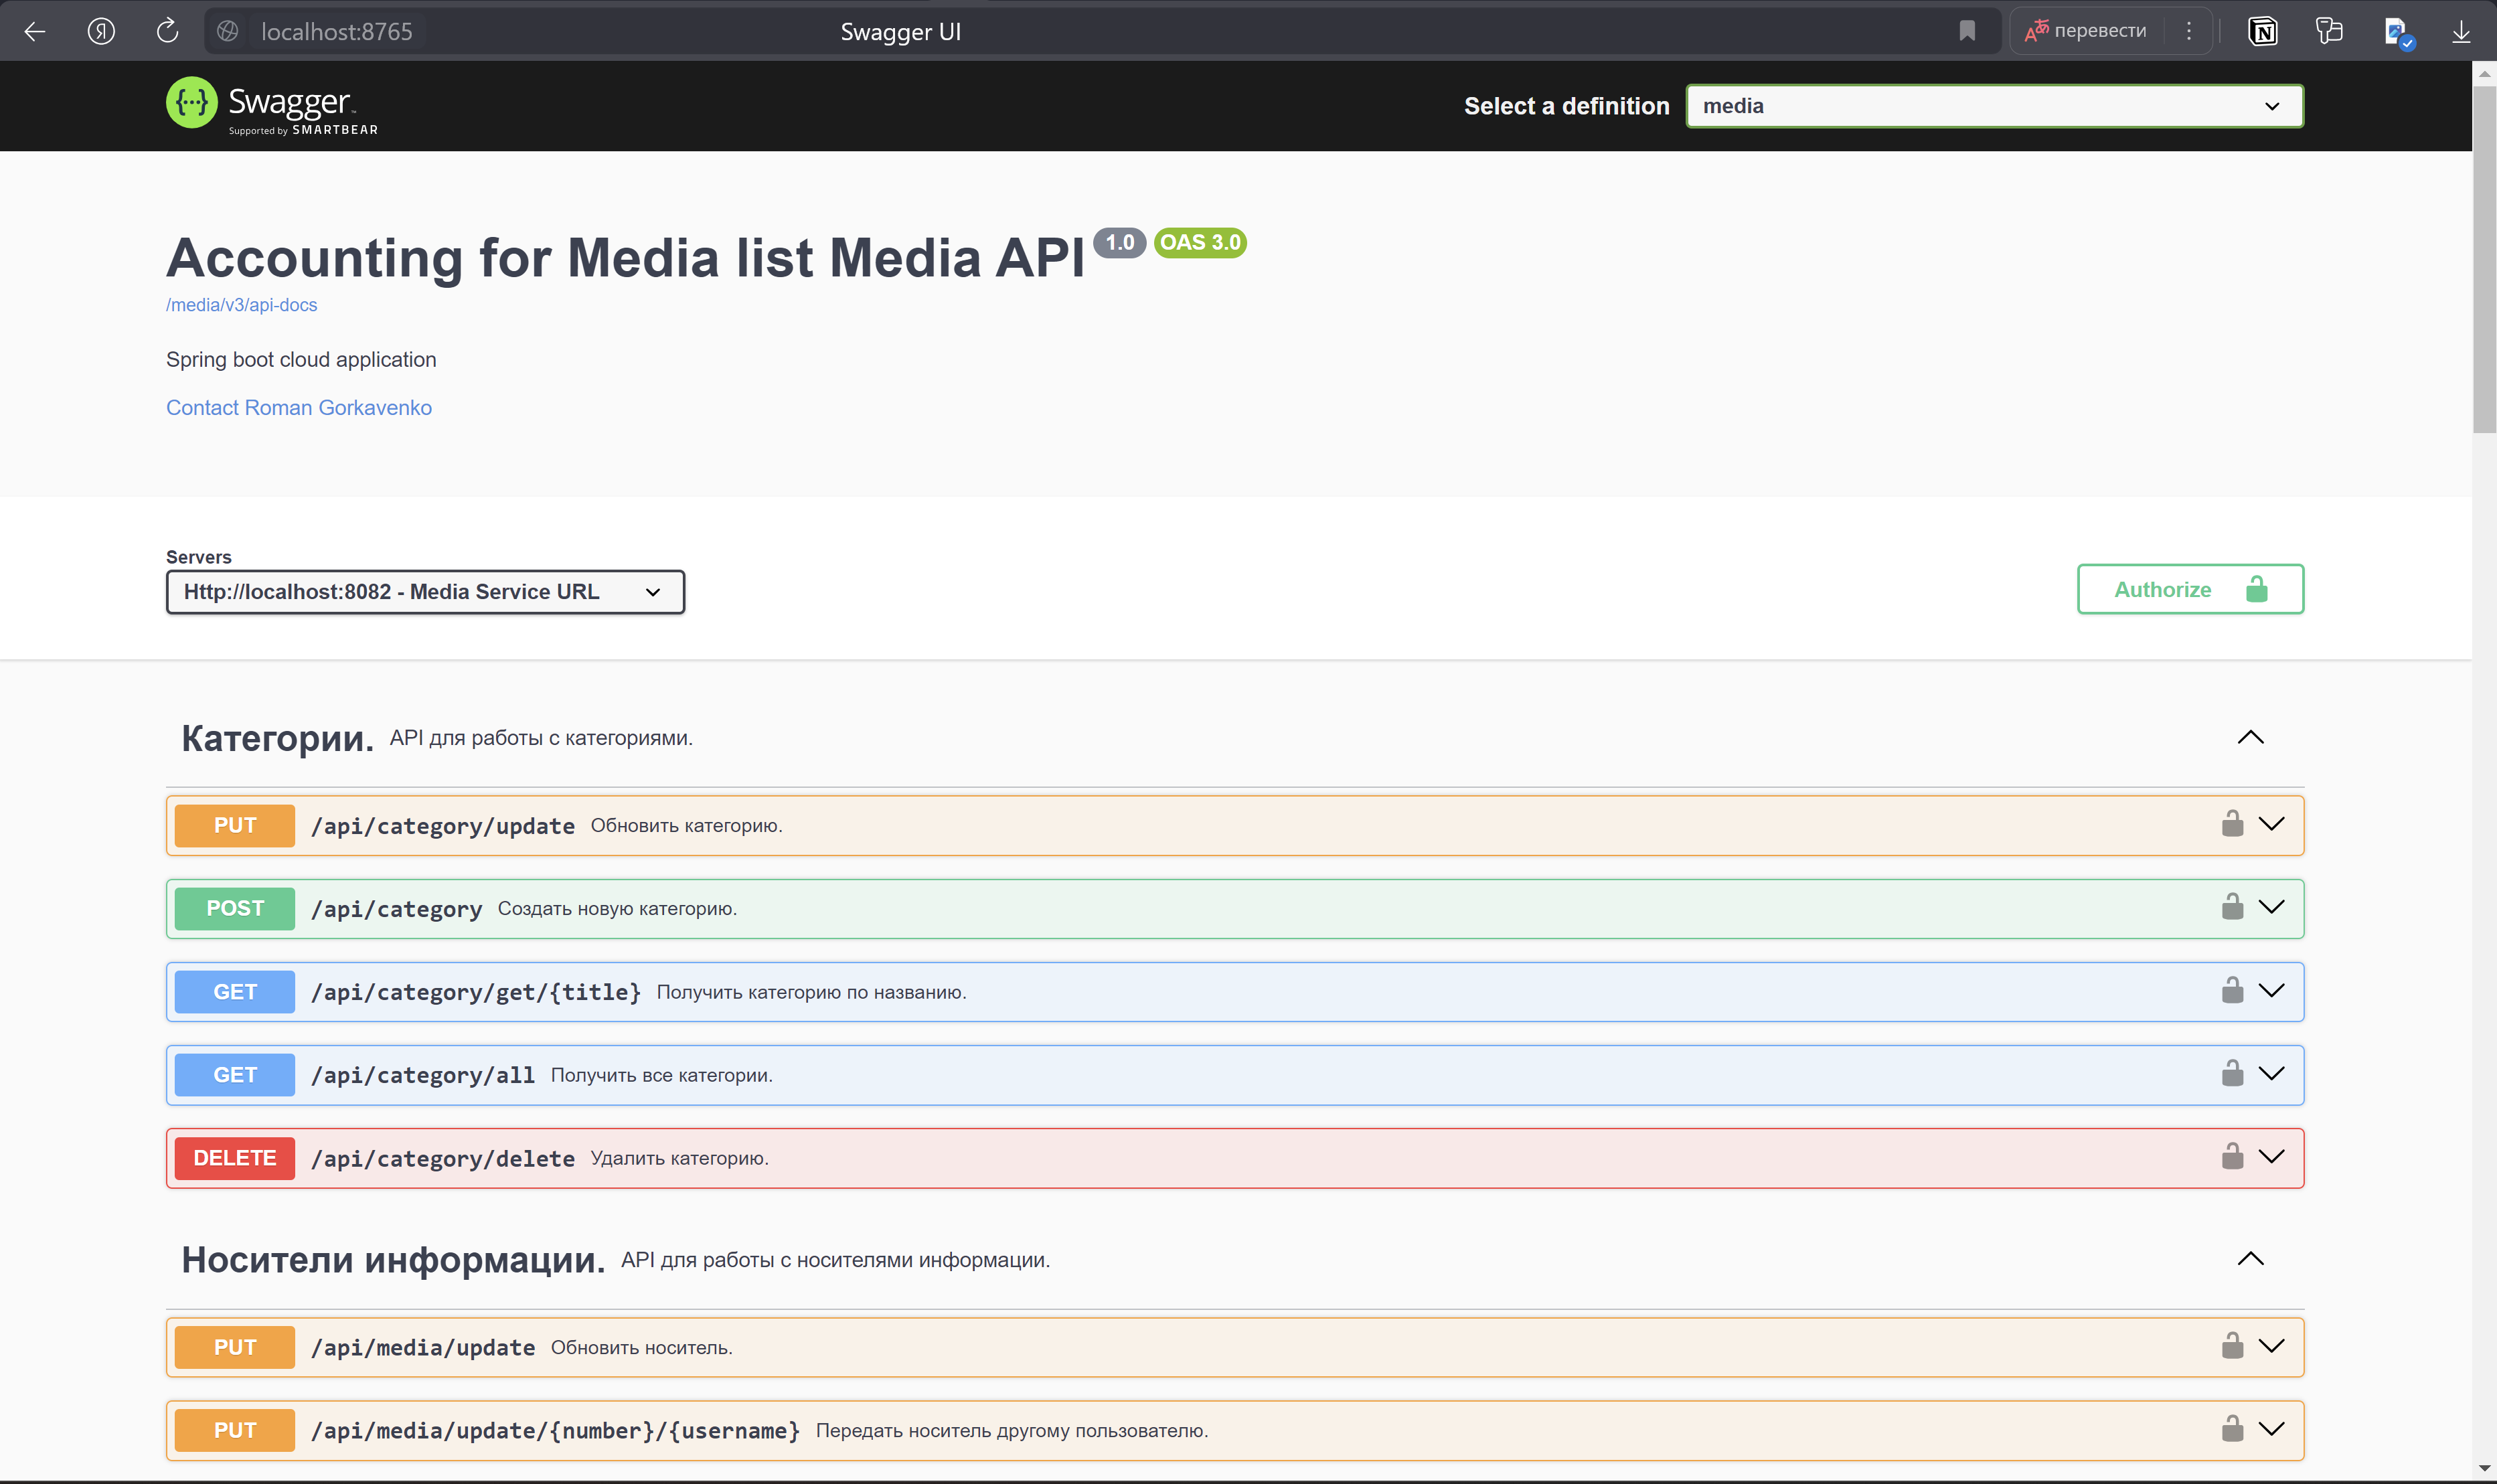 localhost:8765
Swagger UI
перевести
Swagger
Supported by SMARTBEAR
Select a definition
media
Accounting for Media list Media API 1.0 OAS 3.0
/media/v3/api-docs
Spring boot cloud application
Contact Roman Gorkavenko
Servers
Http://localhost:8082 - Media Service URL
Authorize
Категории. API для работы с категориями.
PUT /api/category/update Обновить категорию.
POST /api/category Создать новую категорию.
GET /api/category/get/{title} Получить категорию по названию.
GET /api/category/all Получить все категории.
DELETE /api/category/delete Удалить категорию.
Носители информации. API для работы с носителями информации.
PUT /api/media/update Обновить носитель.
PUT /api/media/update/{number}/{username} Передать носитель другому пользователю.